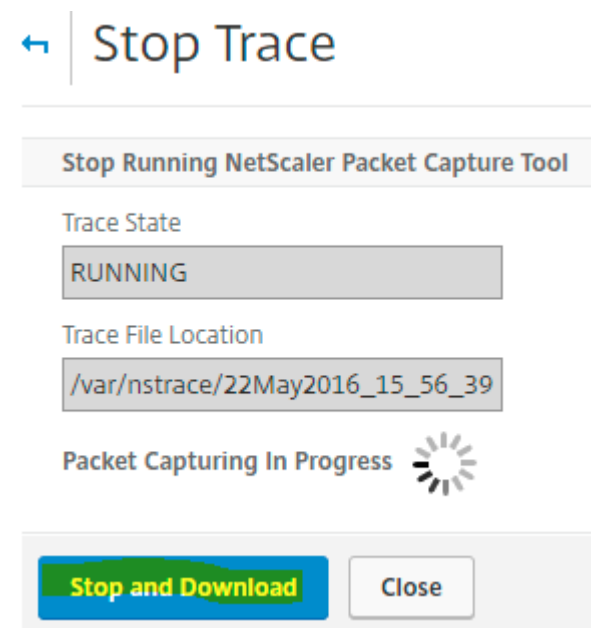 Stop Trace
Stop Running NetScaler Packet Capture Tool
Trace State
RUNNING
Trace File Location
/var/nstrace/22May2016_15_56_39
Packet Capturing In Progress
Stop and Download
Close